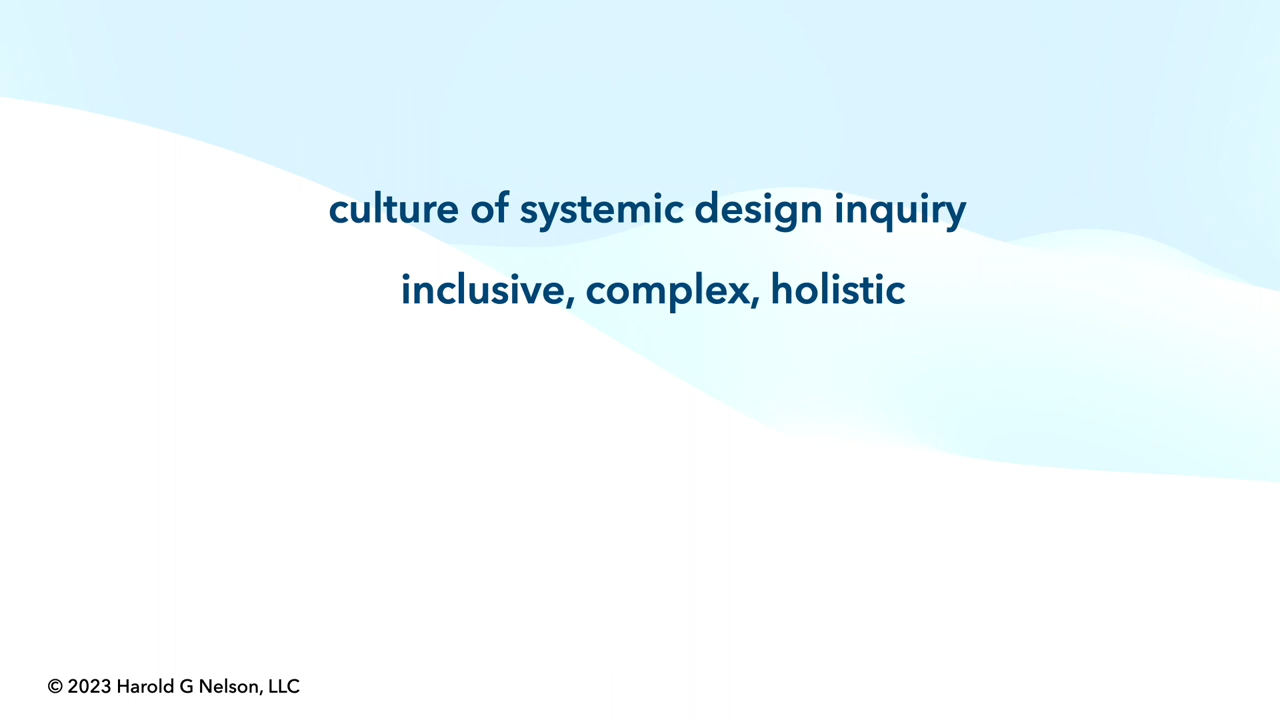 culture of systemic design inquiry
inclusive, complex, holistic
© 2023 Harold G Nelson, LLC